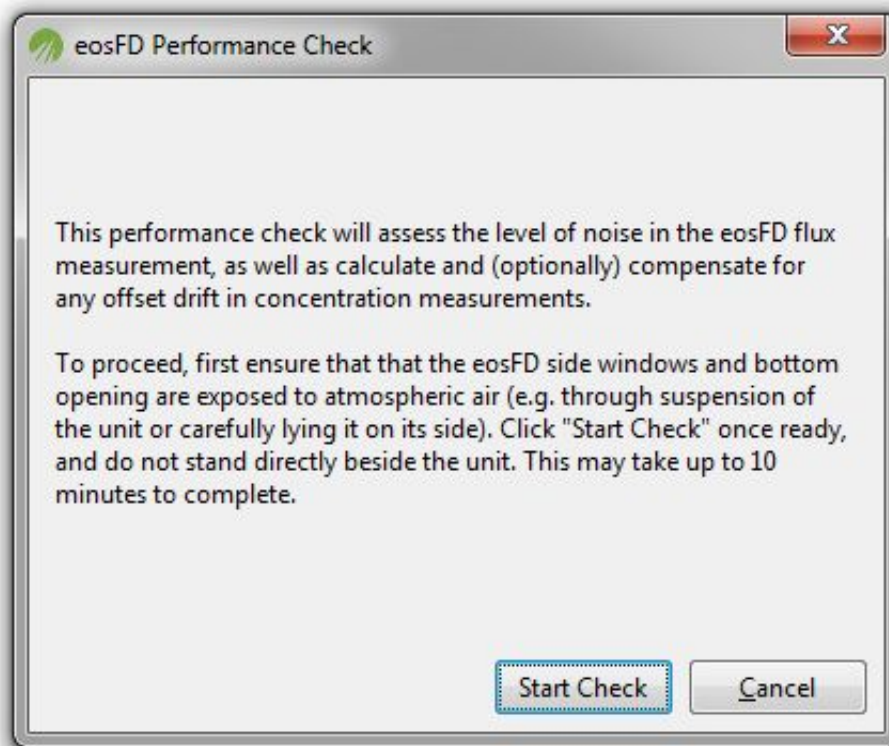 eosFD Performance Check
This performance check will assess the level of noise in the eosFD flux
measurement, as well as calculate and (optionally) compensate for
any offset drift in concentration measurements.
To proceed, first ensure that that the eosFD side windows and bottom
opening are exposed to atmospheric air (e.g. through suspension of
the unit or carefully lying it on its side). Click "Start Check" once ready,
and do not stand directly beside the unit. This may take up to 10
minutes to complete.
Start Check
Cancel